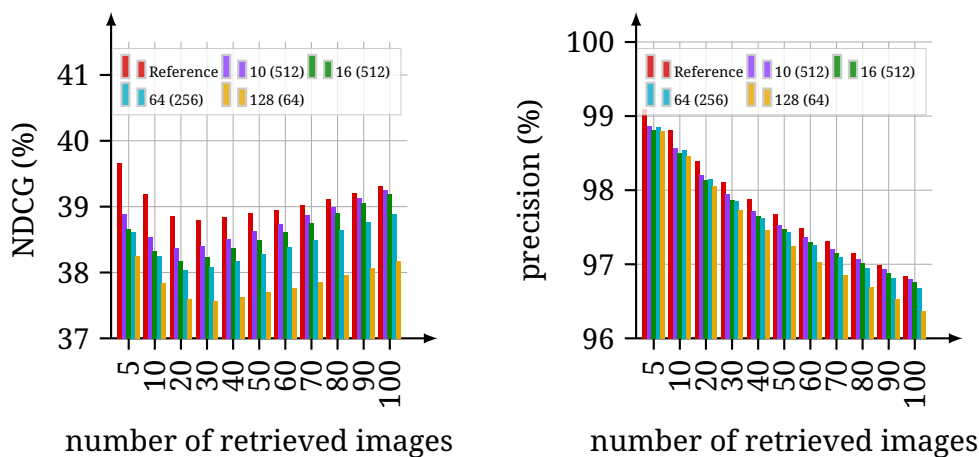 NDCG (%)
41
40
39
38
37
Reference 10 (512) 16 (512)
64 (256) 128 (64)
5 10 20 30 40 50 60 70 80 90 100
number of retrieved images
precision (%)
100
99
98
97
96
Reference 10 (512) 16 (512)
64 (256) 128 (64)
5 10 20 30 40 50 60 70 80 90 100
number of retrieved images